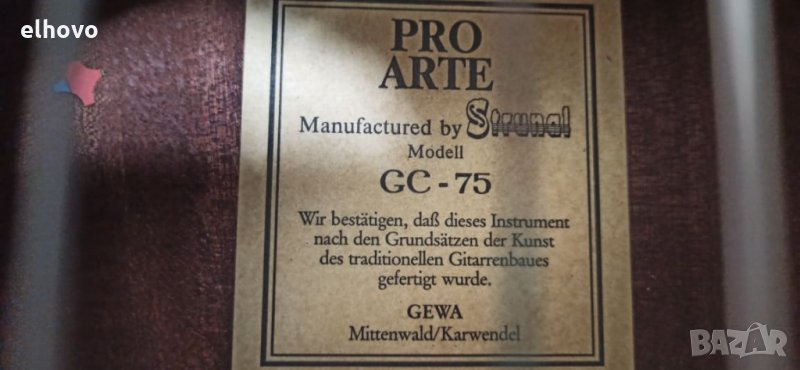 elhovo
PRO
ARTE
Manufactured by Strunal
Modell
GC - 75
Wir bestätigen, daß dieses Instrument
nach den Grundsätzen der Kunst
des traditionellen Gitarrenbaues
gefertigt wurde.
GEWA
Mittenwald/Karwendel
BAZAR